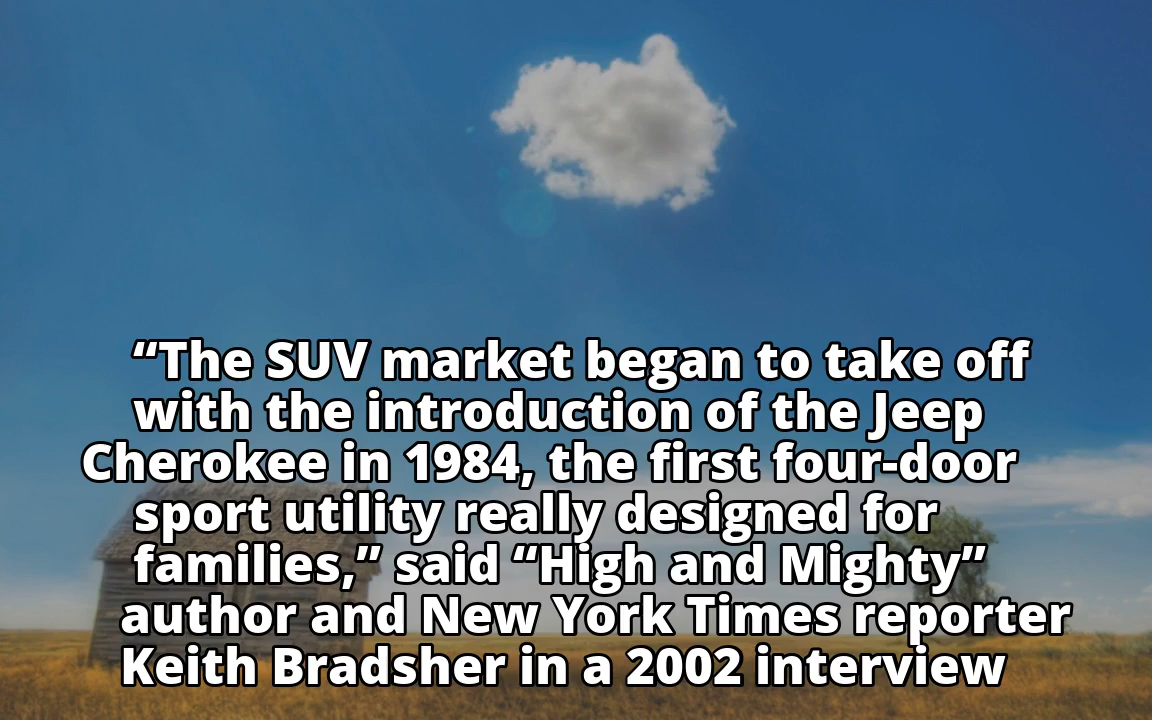 “The SUV market began to take off
with the introduction of the Jeep
Cherokee in 1984, the first four-door
sport utility really designed for
families,” said “High and Mighty”
author and New York Times reporter
Keith Bradsher in a 2002 interview